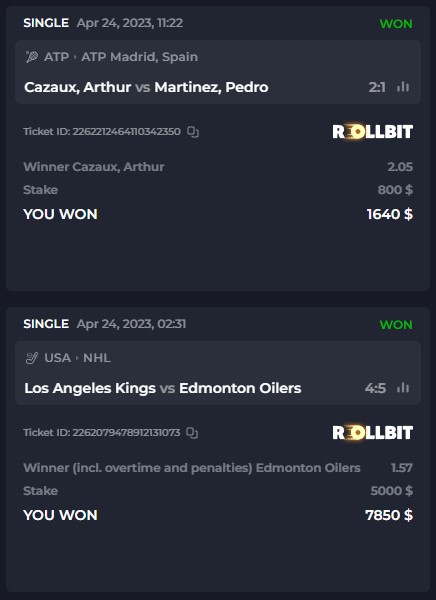 SINGLE Apr 24, 2023, 11:22 WON
ATP · ATP Madrid, Spain
Cazaux, Arthur vs Martinez, Pedro 2:1
Ticket ID: 2262212464110342350 ROLLBIT
Winner Cazaux, Arthur 2.05
Stake 800 $
YOU WON 1640 $
SINGLE Apr 24, 2023, 02:31 WON
USA · NHL
Los Angeles Kings vs Edmonton Oilers 4:5
Ticket ID: 2262079478912131073 ROLLBIT
Winner (incl. overtime and penalties) Edmonton Oilers 1.57
Stake 5000 $
YOU WON 7850 $